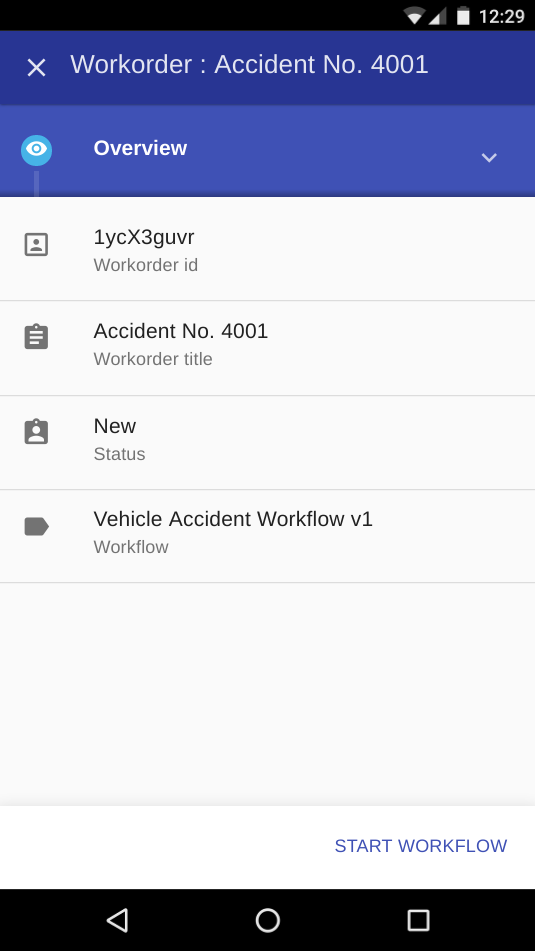 12:29
Workorder : Accident No. 4001
Overview
1ycX3guvr
Workorder id
Accident No. 4001
Workorder title
New
Status
Vehicle Accident Workflow v1
Workflow
START WORKFLOW